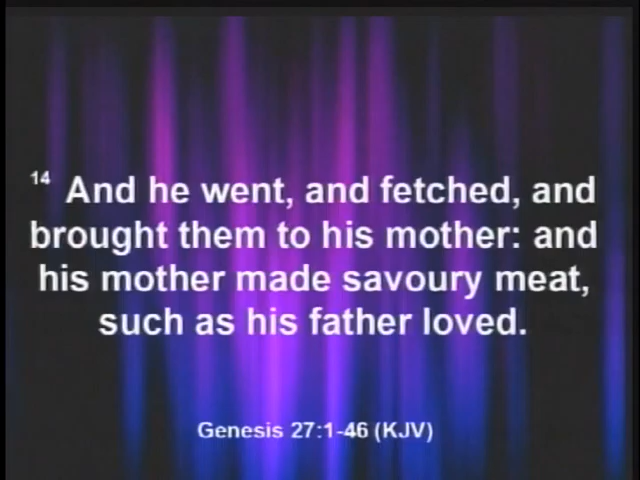 14 And he went, and fetched, and
brought them to his mother: and
his mother made savoury meat,
such as his father loved.
Genesis 27:1-46 (KJV)